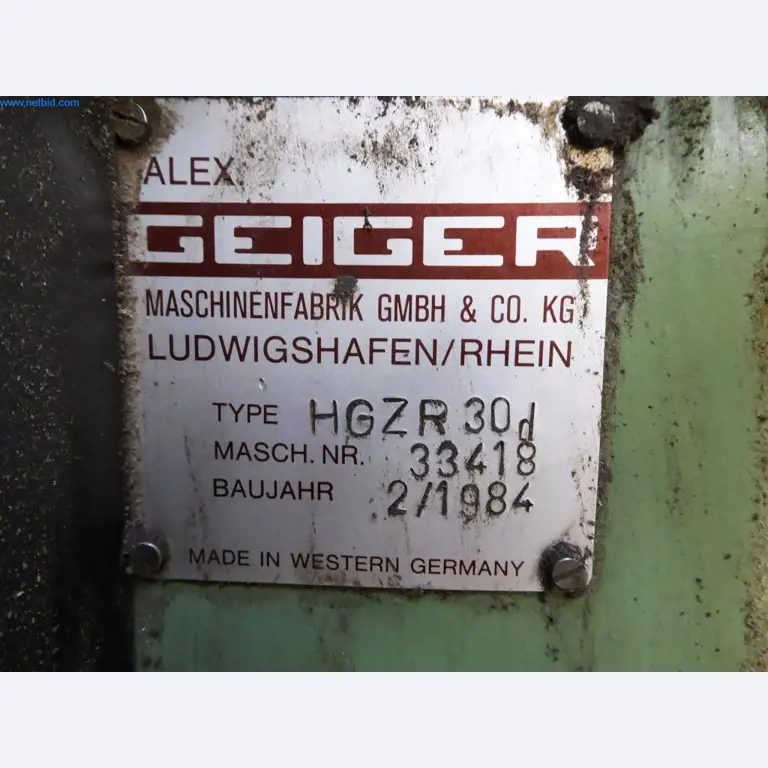 www.netbid.com
ALEX.
GEIGER
MASCHINENFABRIK GMBH & CO. KG
LUDWIGSHAFEN/RHEIN
TYPE HGZR 30d
MASCH. NR. 33418
BAUJAHR 2/1984
MADE IN WESTERN GERMANY